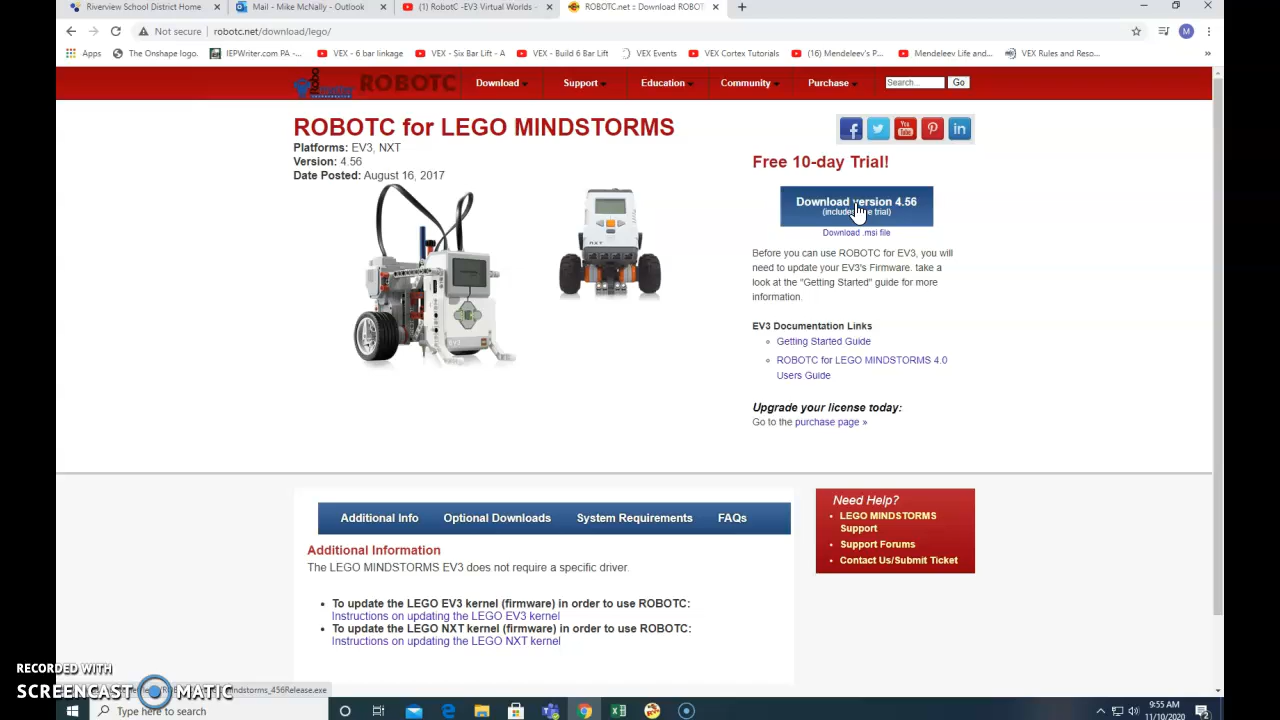 Riverview School District Home
Mail - Mike McNally - Outlook
(1) RobotC -EV3 Virtual Worlds -
ROBOTC.net :: Download ROBOT
Not secure | robotc.net/download/lego/
M
Apps
The Onshape logo.
IEPWriter.com PA -...
VEX - 6 bar linkage
VEX - Six Bar Lift - A
VEX - Build 6 Bar Lift
VEX Events
VEX Cortex Tutorials
(16) Mendeleev's P...
Mendeleev Life and...
VEX Rules and Reso...
»
ROBOTC
Download
Support
Education
Community
Purchase
Search...
Go
ROBOTC for LEGO MINDSTORMS
Platforms: EV3, NXT
Version: 4.56
Date Posted: August 16, 2017
Free 10-day Trial!
Download version 4.56
trial)
Download .msi file
Before you can use ROBOTC for EV3, you will
need to update your EV3's Firmware. take a
look at the "Getting Started" guide for more
information.
EV3 Documentation Links
Getting Started Guide
ROBOTC for LEGO MINDSTORMS 4.0
Users Guide
Upgrade your license today:
Go to the purchase page »
Additional Info
Optional Downloads
System Requirements
FAQs
Additional Information
The LEGO MINDSTORMS EV3 does not require a specific driver.
• To update the LEGO EV3 kernel (firmware) in order to use ROBOTC:
Instructions on updating the LEGO EV3 kernel
• To update the LEGO NXT kernel (firmware) in order to use ROBOTC:
Instructions on updating the LEGO NXT kernel
Need Help?
• LEGO MINDSTORMS
Support
• Support Forums
• Contact Us/Submit Ticket
RECORDED WITH
SCREENCAST MATIC
mindstorms_456Release.exe
Type here to search
9:55 AM
11/10/2020
2